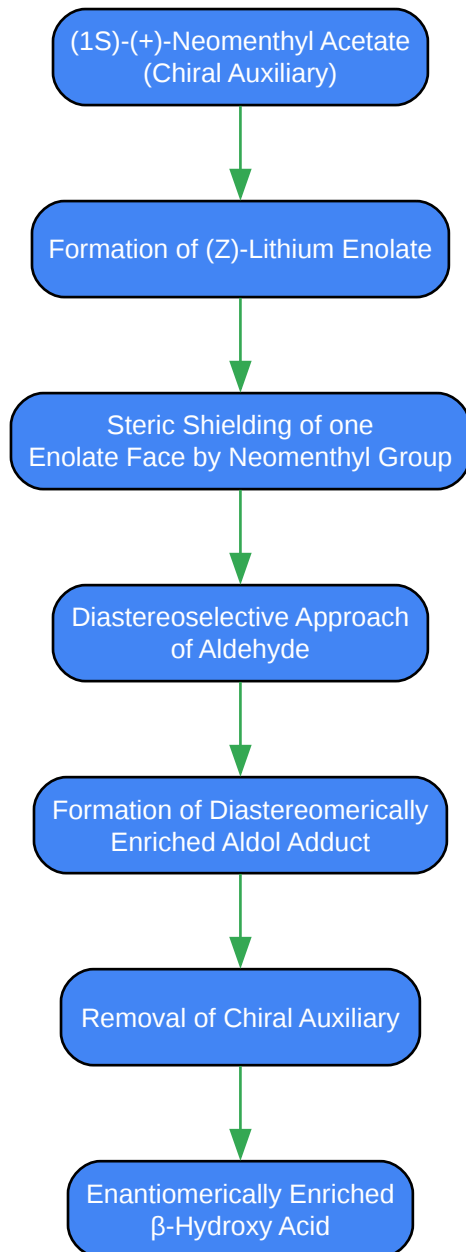 (1S)-(+)-Neomenthyl Acetate
(Chiral Auxiliary)
Formation of (Z)-Lithium Enolate
Steric Shielding of one
Enolate Face by Neomenthyl Group
Diastereoselective Approach
of Aldehyde
Formation of Diastereomerically
Enriched Aldol Adduct
Removal of Chiral Auxiliary
Enantiomerically Enriched
β-Hydroxy Acid